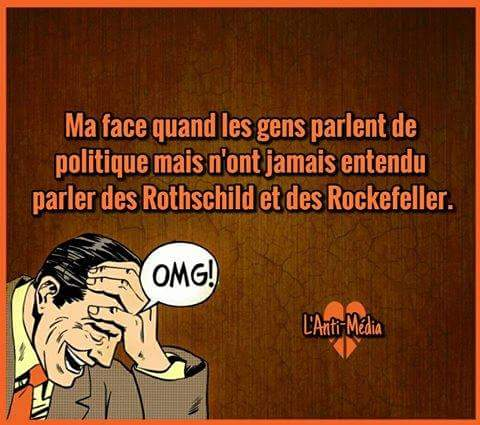 Ma face quand les gens parlent de
politique mais n'ont jamais entendu
parler des Rothschild et des Rockefeller.
OMG!
L'Anti-Média